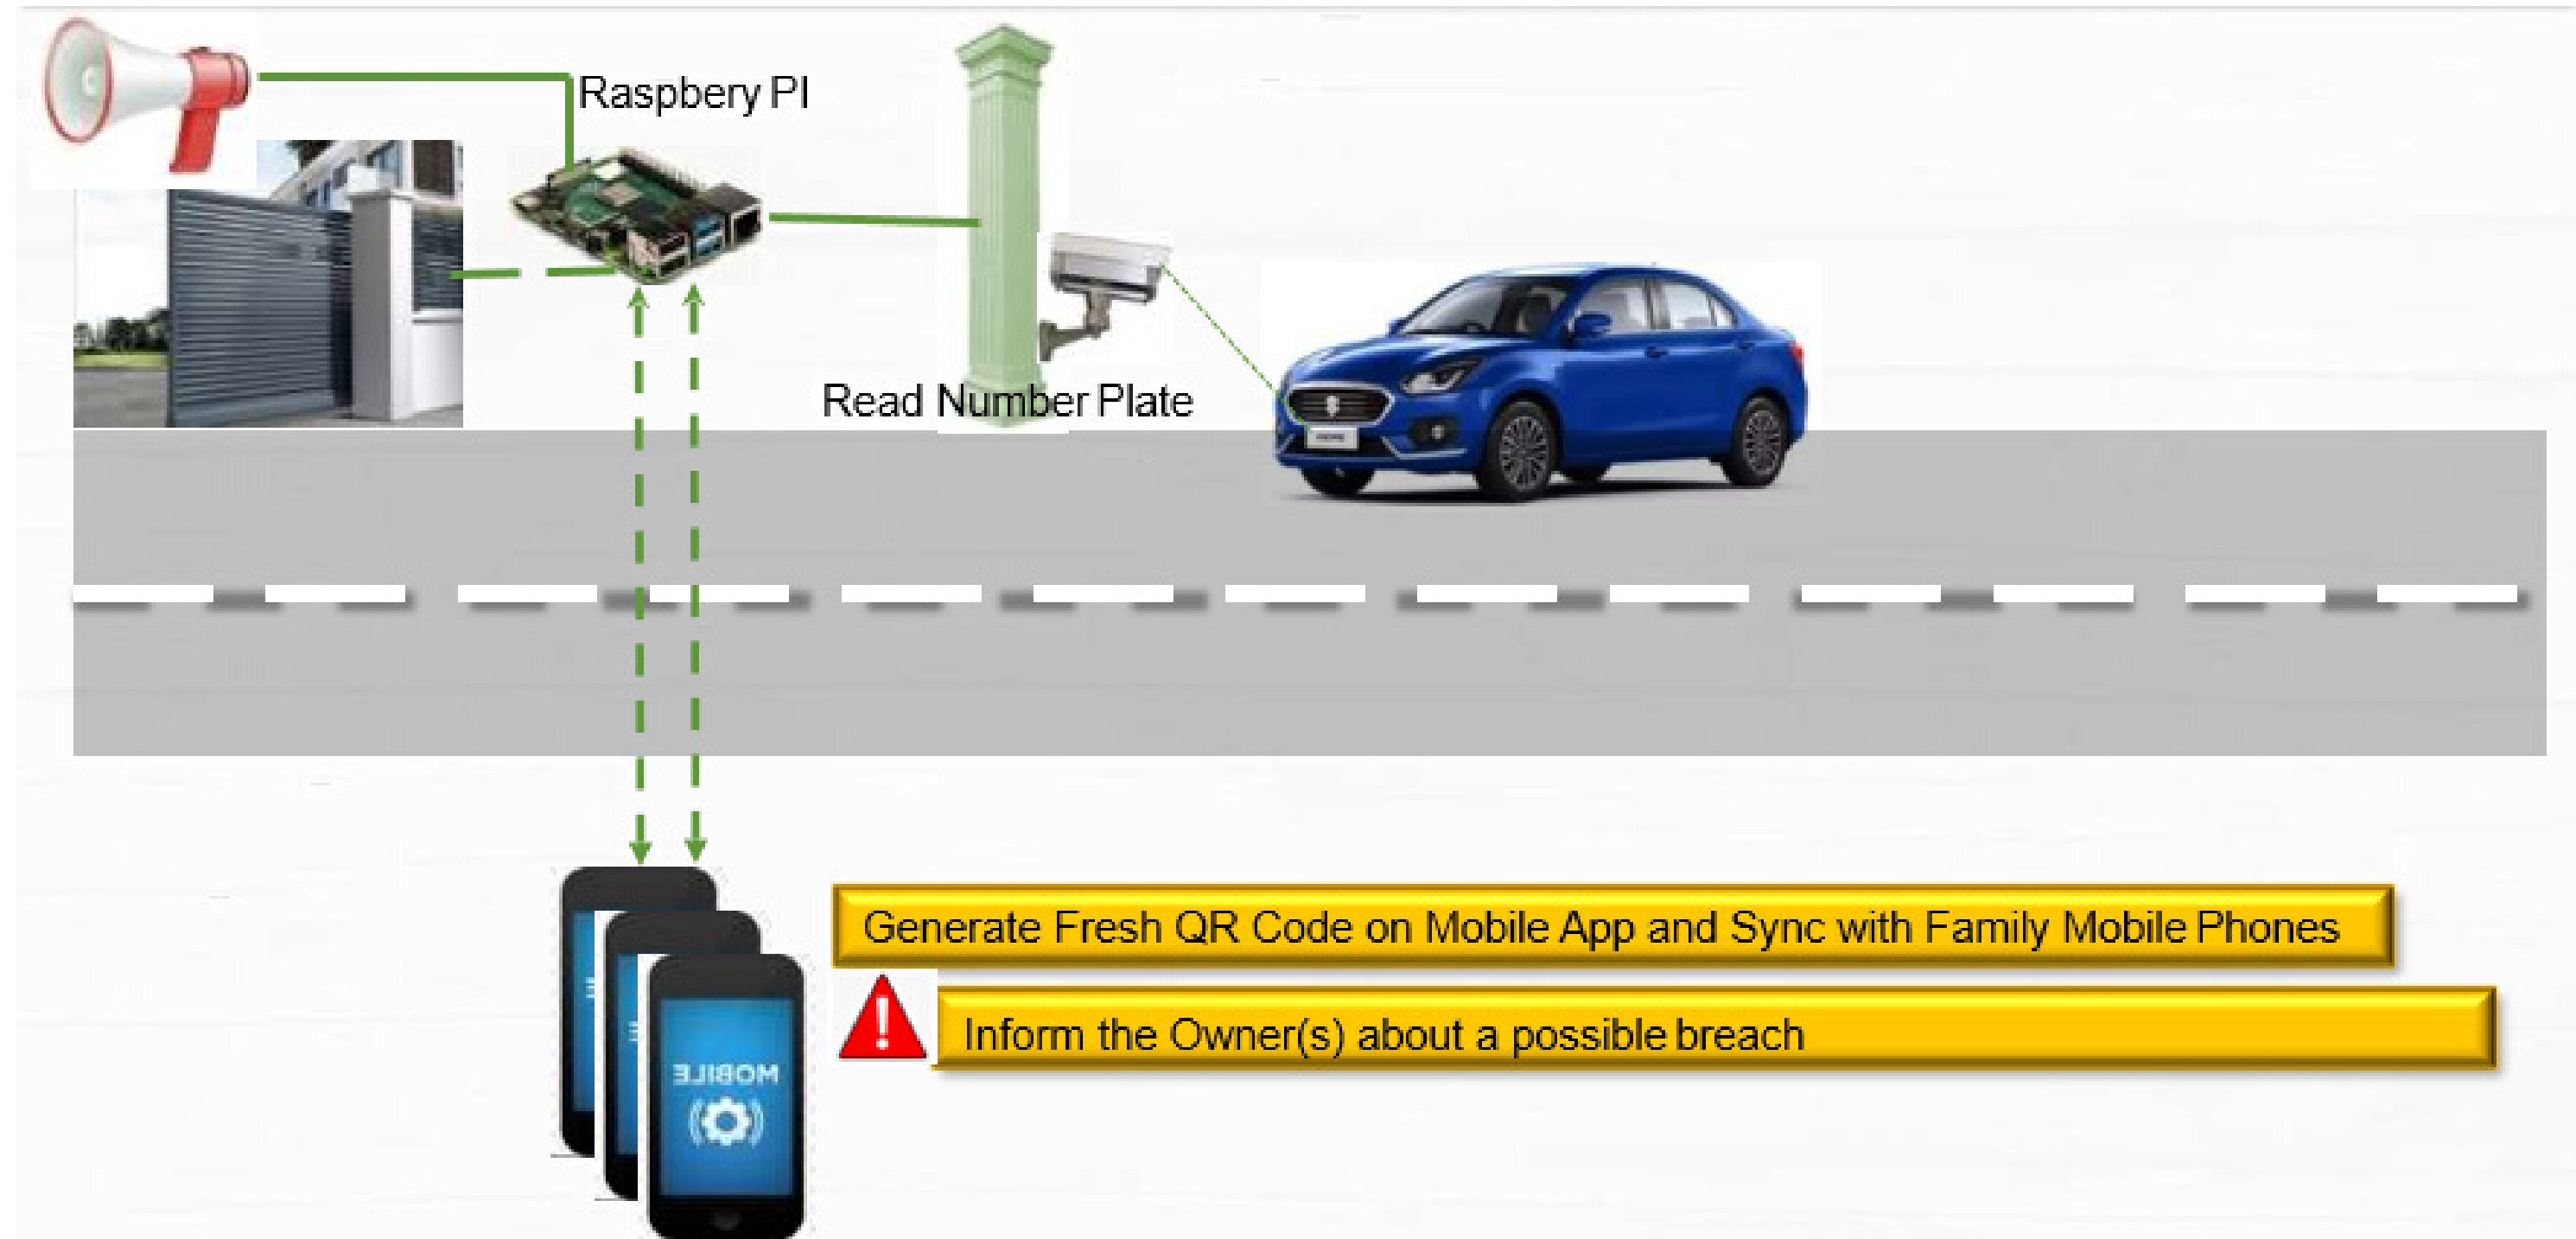 Raspbery PI
Read Number Plate
Generate Fresh QR Code on Mobile App and Sync with Family Mobile Phones
Inform the Owner(s) about a possible breach
MOBILE